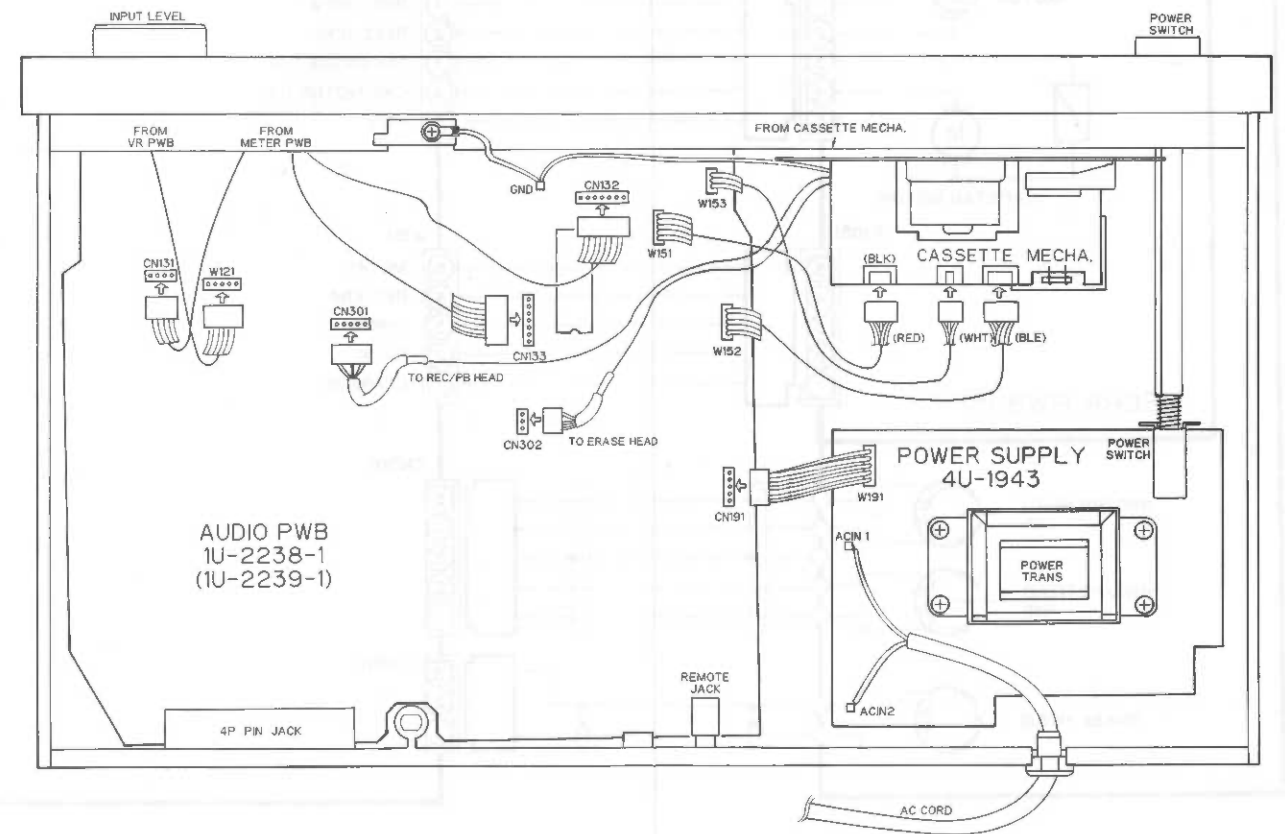 INPUT LEVEL
POWER
SWITCH
FROM
VR PWB
FROM
METER PWB
FROM CASSETTE MECHA.
GND
CN132
W153
W151
CN131
W121
CN301
CN133
(BLK)
CASSETTE MECHA.
W152
(RED)
(WHT)
(BLE)
TO REC/PB HEAD
CN302
TO ERASE HEAD
POWER SUPPLY
4U-1943
POWER
SWITCH
CN191
W191
AUDIO PWB
1U-2238-1
(1U-2239-1)
ACIN 1
POWER
TRANS
REMOTE
JACK
ACIN2
4P PIN JACK
AC CORD